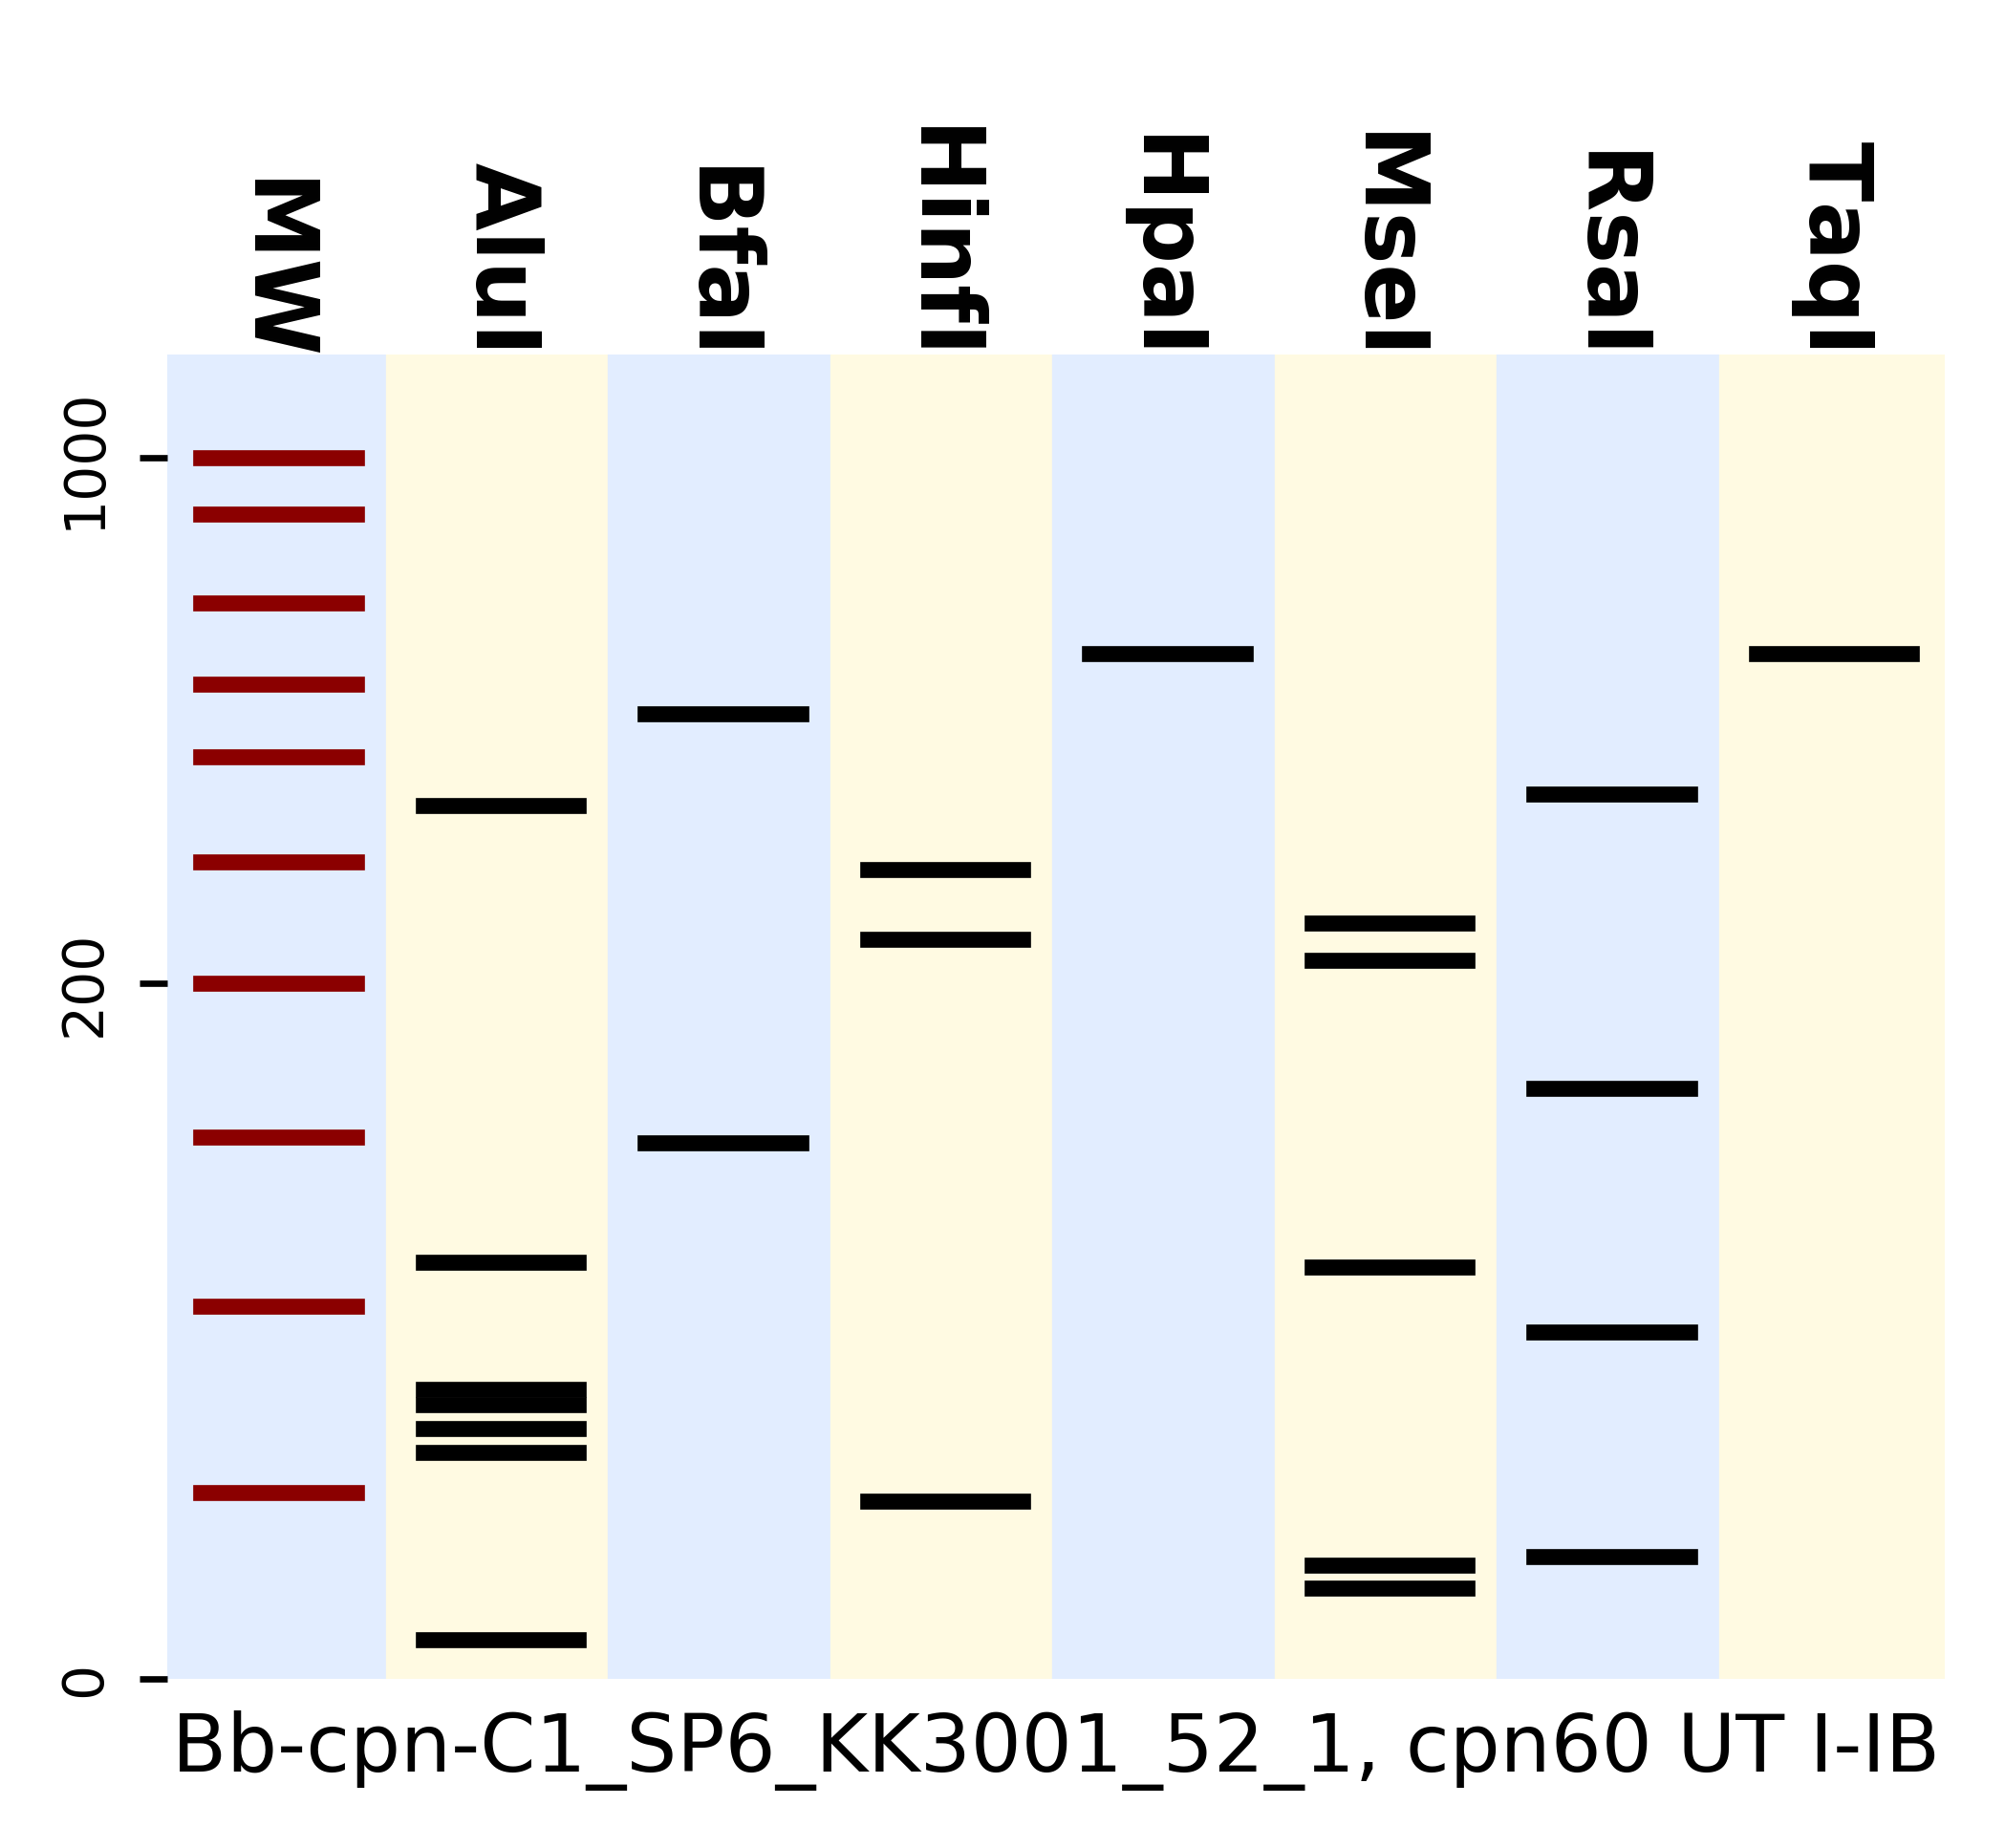 MW
AluI
BfaI
HinfI
HpaI
MseI
RsaI
TaqI
1000
200
0
Bb-cpn-C1_SP6_KK3001_52_1, cpn60 UT I-IB